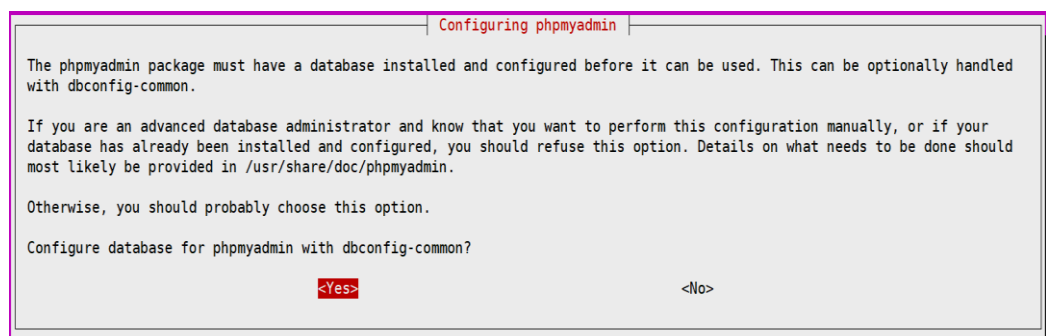 Configuring phpmyadmin
The phpmyadmin package must have a database installed and configured before it can be used. This can be optionally handled
with dbconfig-common.
If you are an advanced database administrator and know that you want to perform this configuration manually, or if your
database has already been installed and configured, you should refuse this option. Details on what needs to be done should
most likely be provided in /usr/share/doc/phpmyadmin.
Otherwise, you should probably choose this option.
Configure database for phpmyadmin with dbconfig-common?
<Yes> <No>